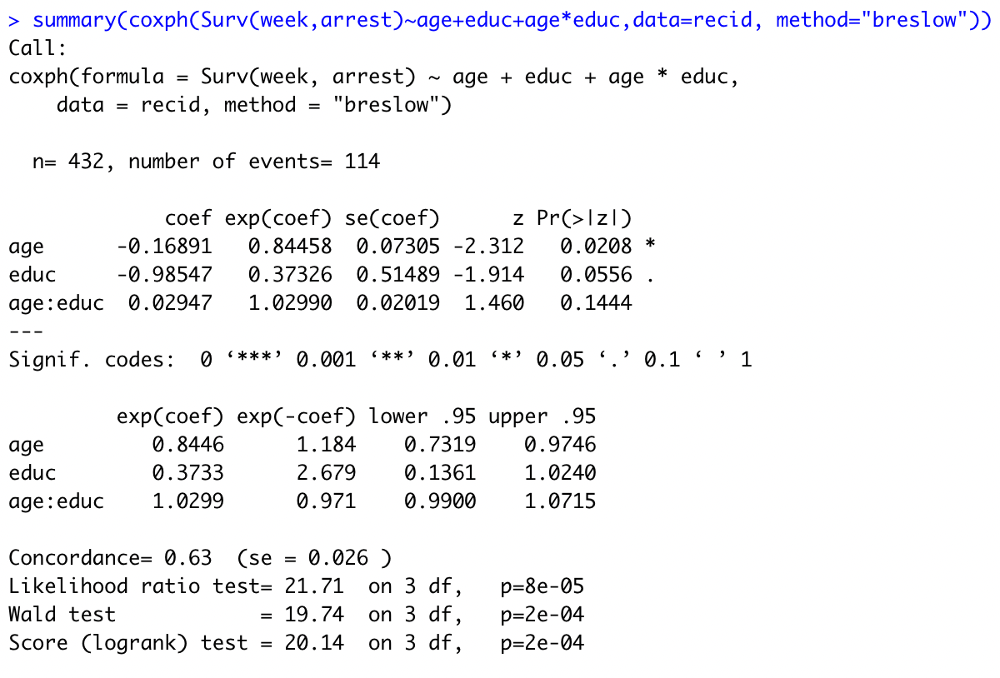 > summary(coxph(Surv(week,arrest)~age+educ+age*educ,data=recid, method="breslow"))
Call:
coxph(formula = Surv(week, arrest) ~ age + educ + age * educ,
    data = recid, method = "breslow")

  n= 432, number of events= 114

             coef exp(coef) se(coef)      z Pr(>|z|)
age      -0.16891   0.84458  0.07305 -2.312   0.0208 *
educ     -0.98547   0.37326  0.51489 -1.914   0.0556 .
age:educ  0.02947   1.02990  0.02019  1.460   0.1444
---
Signif. codes:  0 ‘***’ 0.001 ‘**’ 0.01 ‘*’ 0.05 ‘.’ 0.1 ‘ ’ 1

         exp(coef) exp(-coef) lower .95 upper .95
age         0.8446      1.184    0.7319    0.9746
educ        0.3733      2.679    0.1361    1.0240
age:educ    1.0299      0.971    0.9900    1.0715

Concordance= 0.63  (se = 0.026 )
Likelihood ratio test= 21.71  on 3 df,   p=8e-05
Wald test            = 19.74  on 3 df,   p=2e-04
Score (logrank) test = 20.14  on 3 df,   p=2e-04